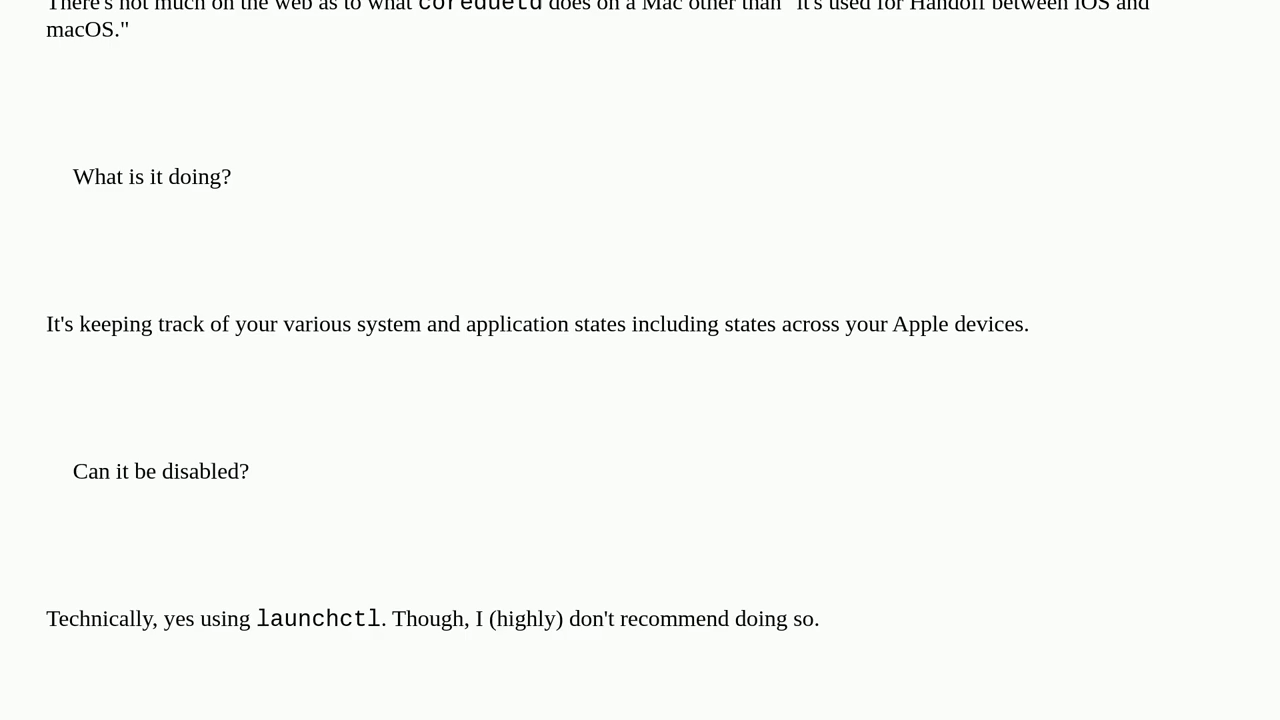 There's not much on the web as to what coreduetd does on a Mac other than "it's used for Handoff between iOS and
macOS."
What is it doing?
It's keeping track of your various system and application states including states across your Apple devices.
Can it be disabled?
Technically, yes using launchctl. Though, I (highly) don't recommend doing so.